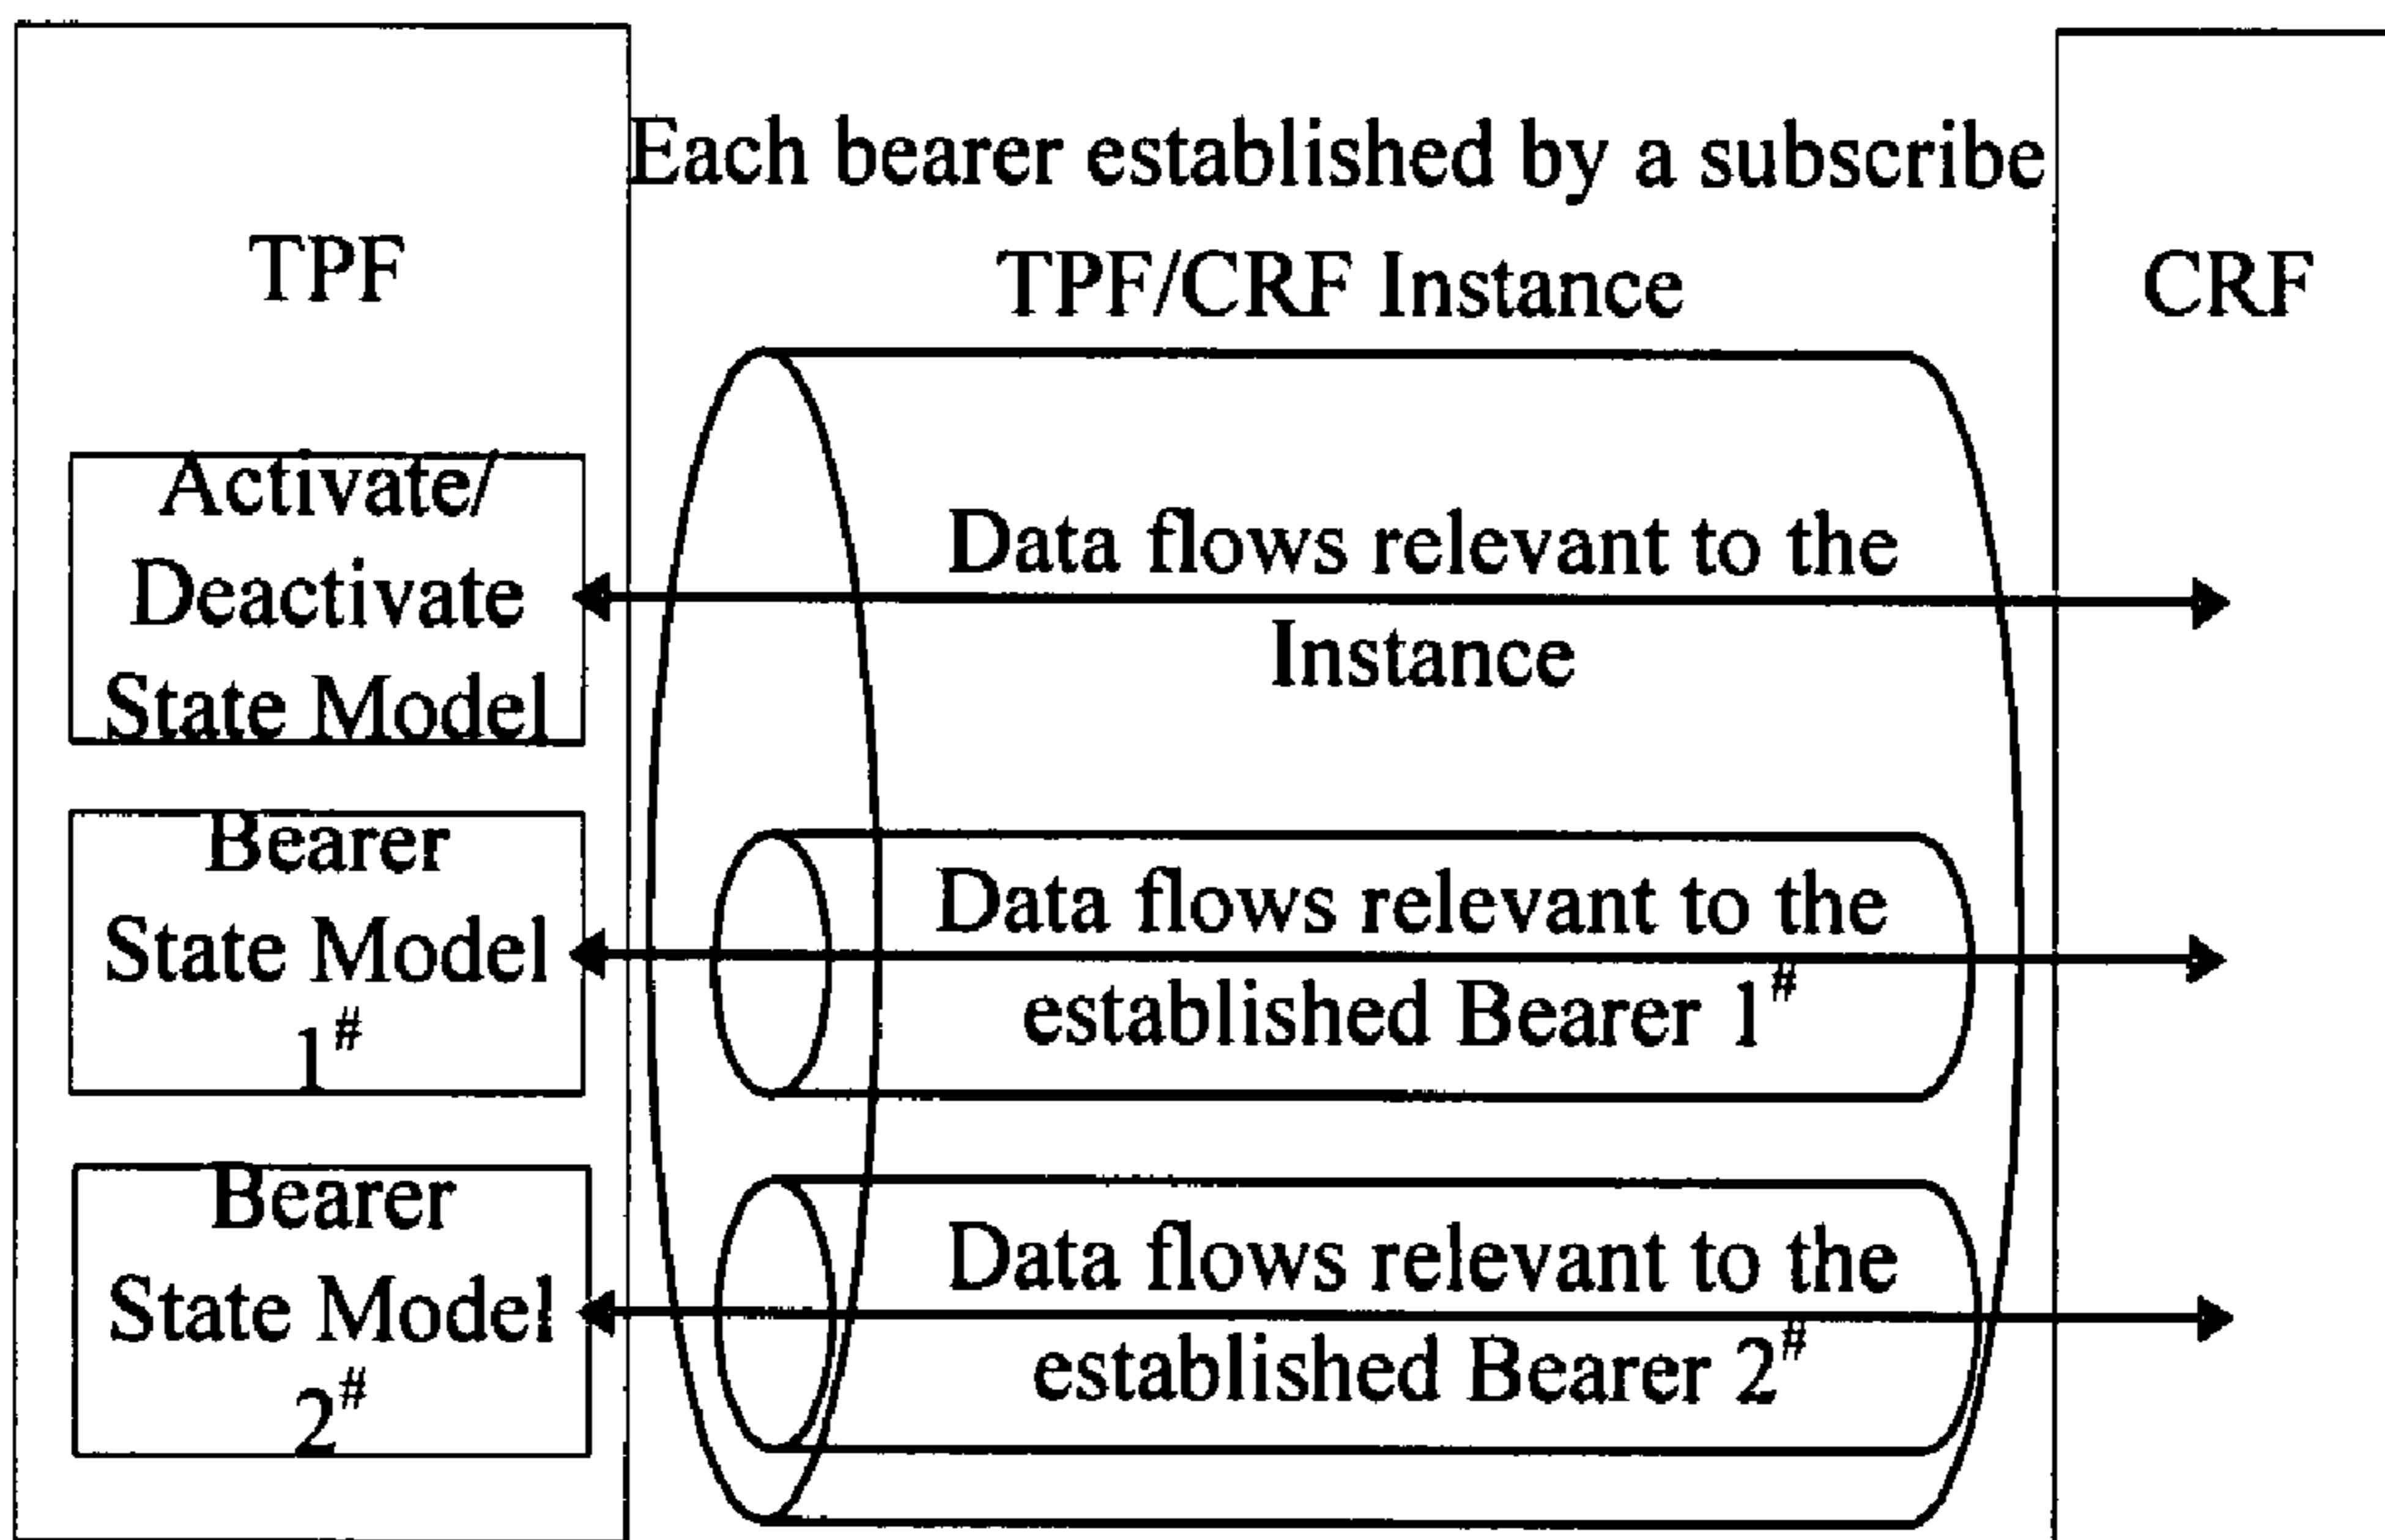 TPF
Each bearer established by a subscribe
TPF/CRF Instance
CRF
Activate/
Deactivate
State Model
Data flows relevant to the
Instance
Bearer
State Model
1#
Data flows relevant to the
established Bearer 1#
Bearer
State Model
2#
Data flows relevant to the
established Bearer 2#